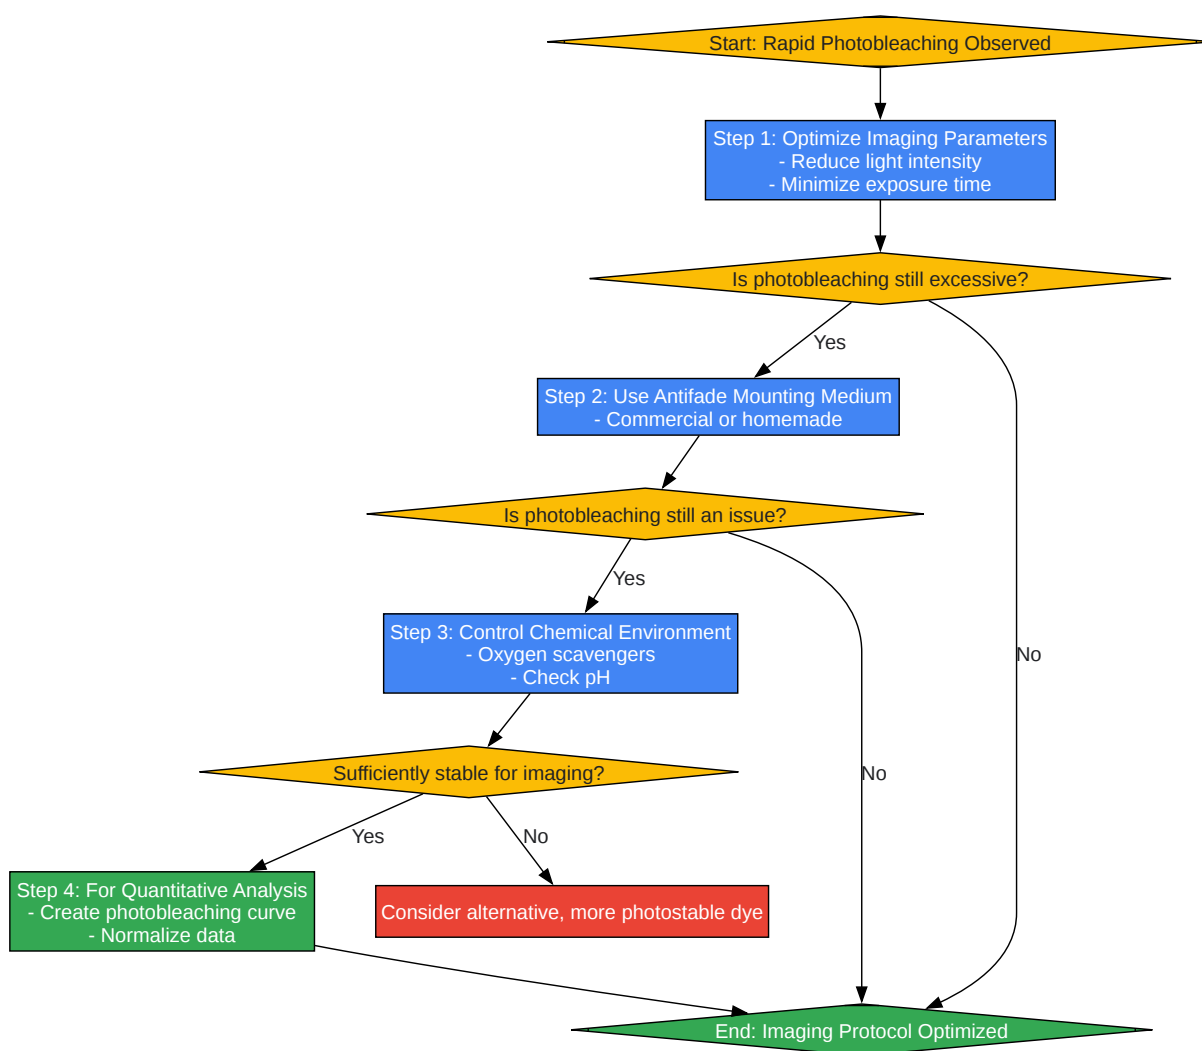 Start: Rapid Photobleaching Observed
Step 1: Optimize Imaging Parameters
- Reduce light intensity
- Minimize exposure time
Is photobleaching still excessive?
Yes
Step 2: Use Antifade Mounting Medium
- Commercial or homemade
Is photobleaching still an issue?
Yes
Step 3: Control Chemical Environment
- Oxygen scavengers
- Check pH
No
Sufficiently stable for imaging?
No
Yes
No
Step 4: For Quantitative Analysis
- Create photobleaching curve
- Normalize data
Consider alternative, more photostable dye
End: Imaging Protocol Optimized